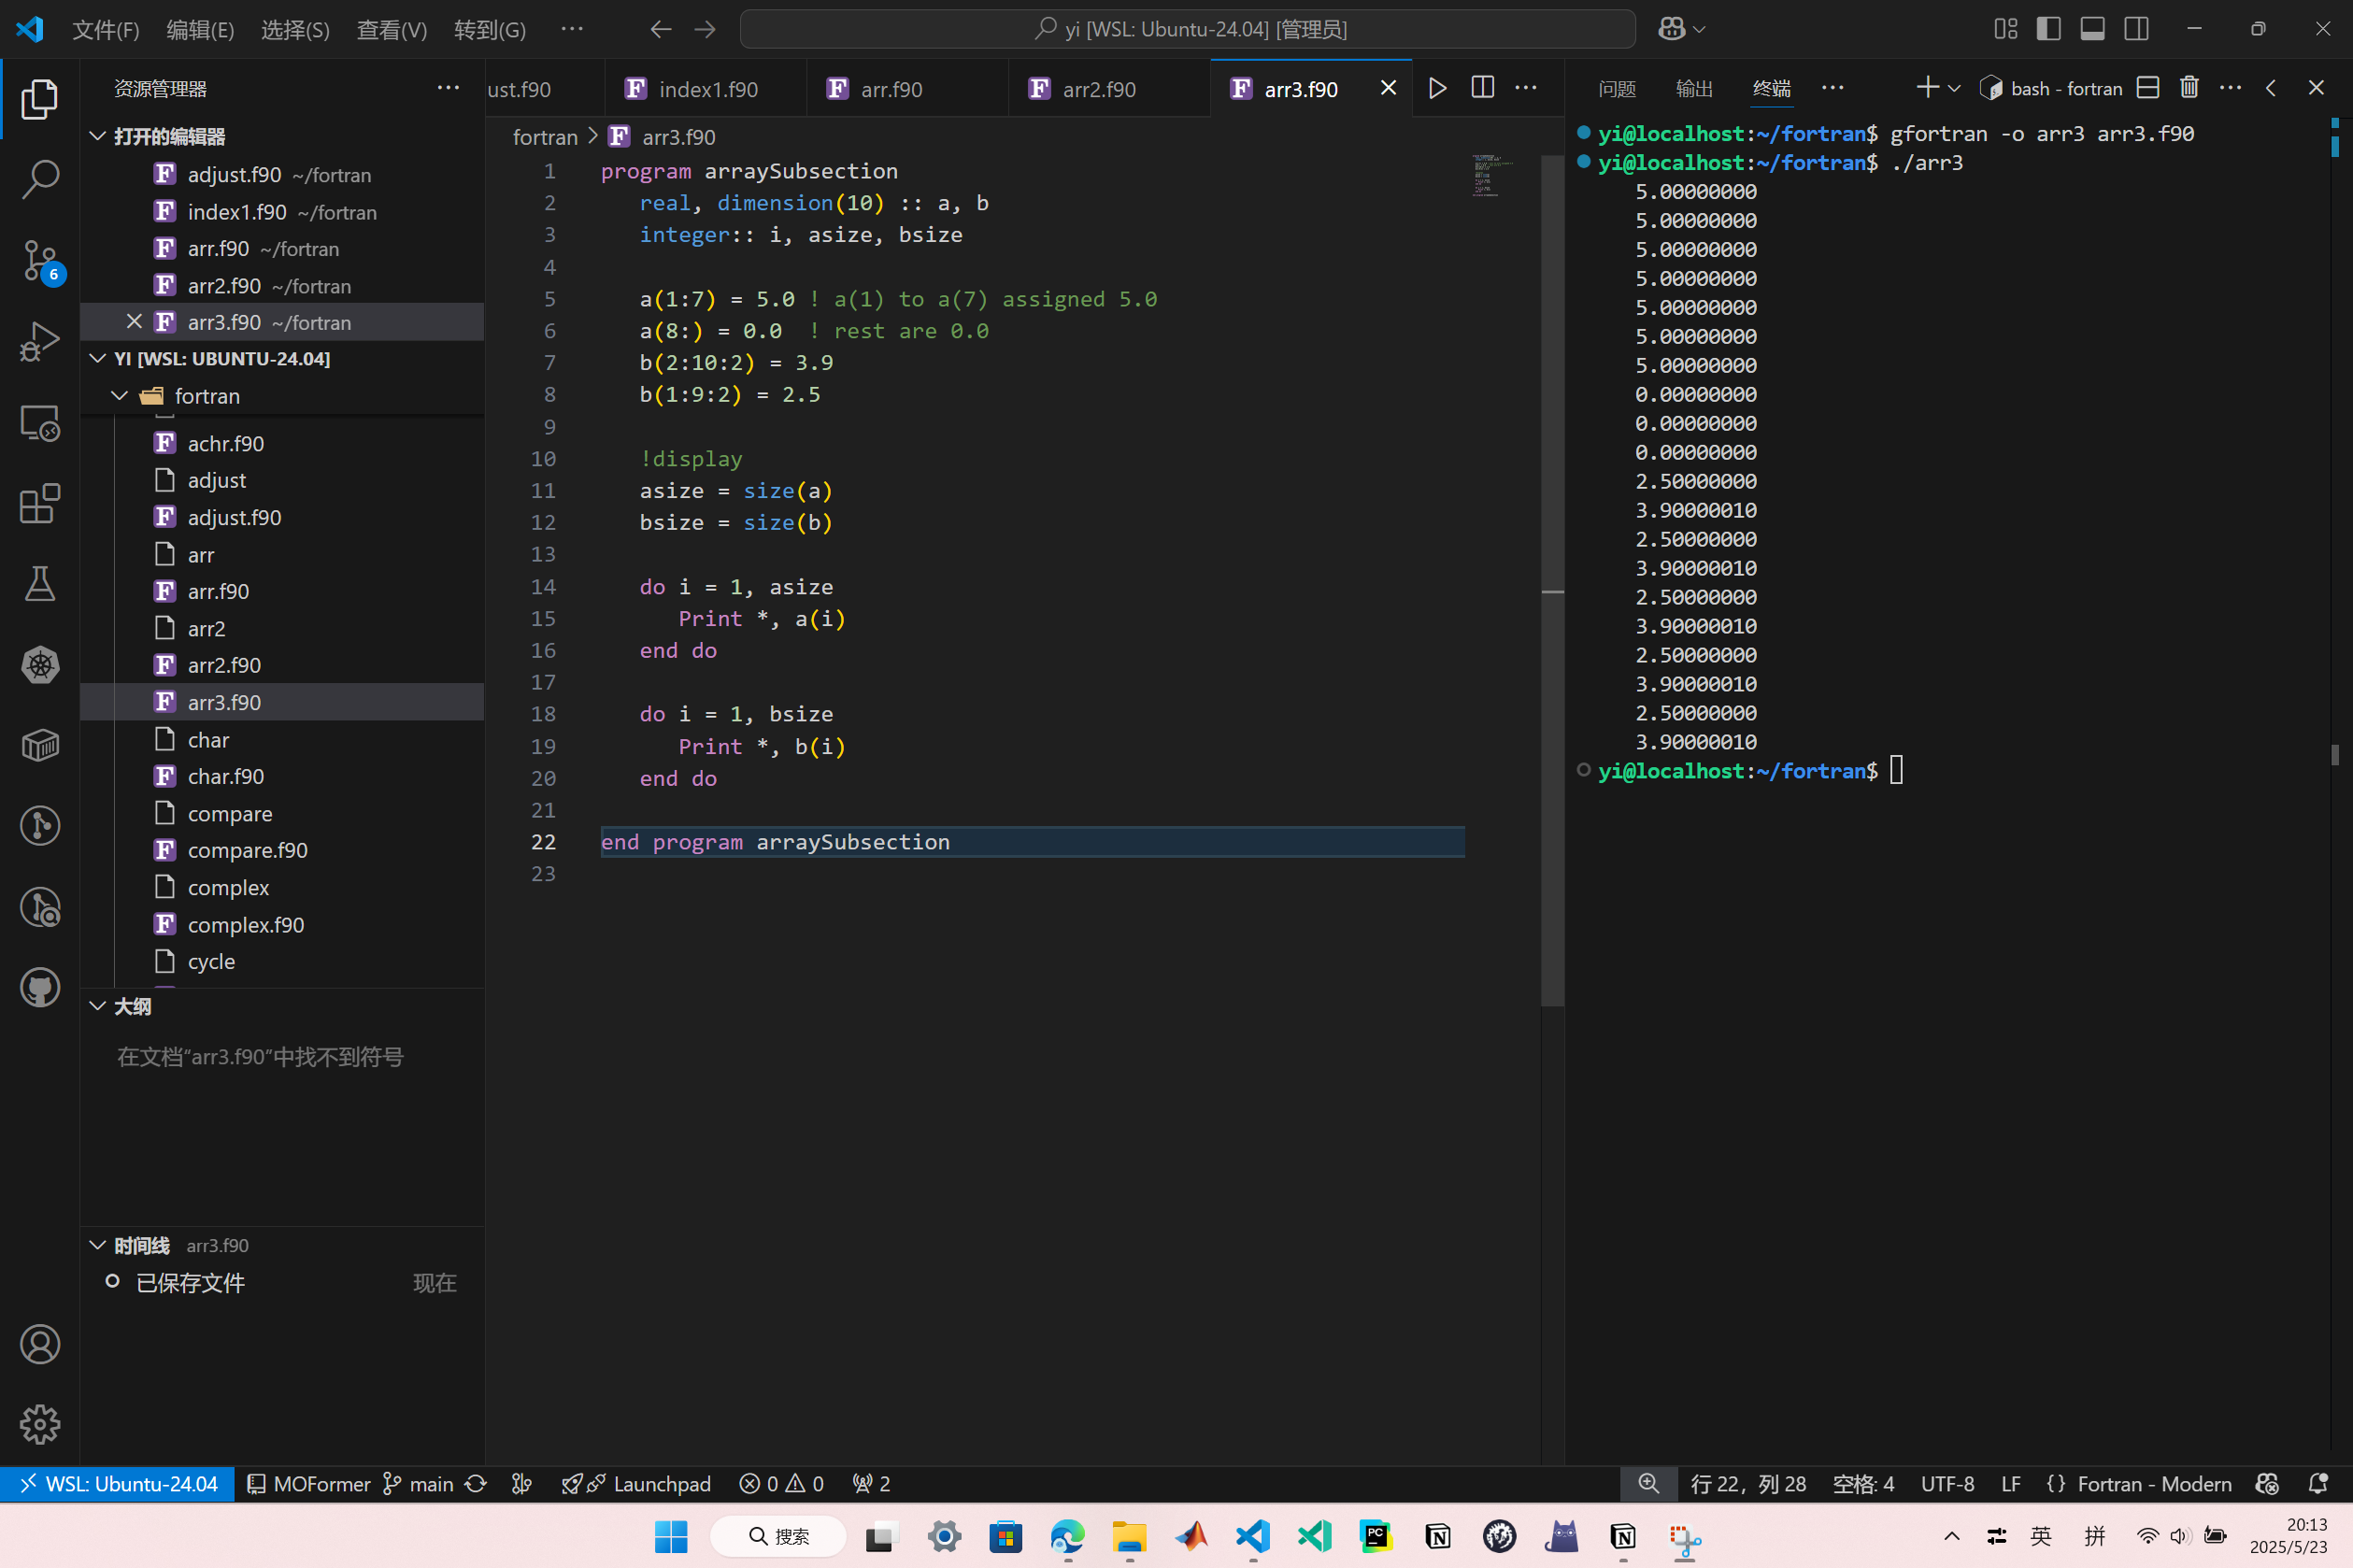 文件(F) 编辑(E) 选择(S) 查看(V) 转到(G) ···
yi [WSL: Ubuntu-24.04] [管理员]
资源管理器
打开的编辑器
adjust.f90 ~/fortran
index1.f90 ~/fortran
arr.f90 ~/fortran
arr2.f90 ~/fortran
arr3.f90 ~/fortran
YI [WSL: UBUNTU-24.04]
fortran
achr.f90
adjust
adjust.f90
arr
arr.f90
arr2
arr2.f90
arr3.f90
char
char.f90
compare
compare.f90
complex
complex.f90
cycle
6
大纲
在文档“arr3.f90”中找不到符号
时间线 arr3.f90
已保存文件 现在
ust.f90 index1.f90 arr.f90 arr2.f90 arr3.f90
fortran > arr3.f90
1 program arraySubsection
2 real, dimension(10) :: a, b
3 integer:: i, asize, bsize
4
5 a(1:7) = 5.0 ! a(1) to a(7) assigned 5.0
6 a(8:) = 0.0  ! rest are 0.0
7 b(2:10:2) = 3.9
8 b(1:9:2) = 2.5
9
10 !display
11 asize = size(a)
12 bsize = size(b)
13
14 do i = 1, asize
15 Print *, a(i)
16 end do
17
18 do i = 1, bsize
19 Print *, b(i)
20 end do
21
22 end program arraySubsection
23
问题 输出 终端 ··· bash - fortran
yi@localhost:~/fortran$ gfortran -o arr3 arr3.f90
yi@localhost:~/fortran$ ./arr3
5.00000000
5.00000000
5.00000000
5.00000000
5.00000000
5.00000000
5.00000000
0.00000000
0.00000000
0.00000000
2.50000000
3.90000010
2.50000000
3.90000010
2.50000000
3.90000010
2.50000000
3.90000010
2.50000000
3.90000010
yi@localhost:~/fortran$
WSL: Ubuntu-24.04 MOFormer main Launchpad 0 0 2 行 22，列 28 空格: 4 UTF-8 LF {} Fortran - Modern
搜索
PC
英 拼
20:13
2025/5/23